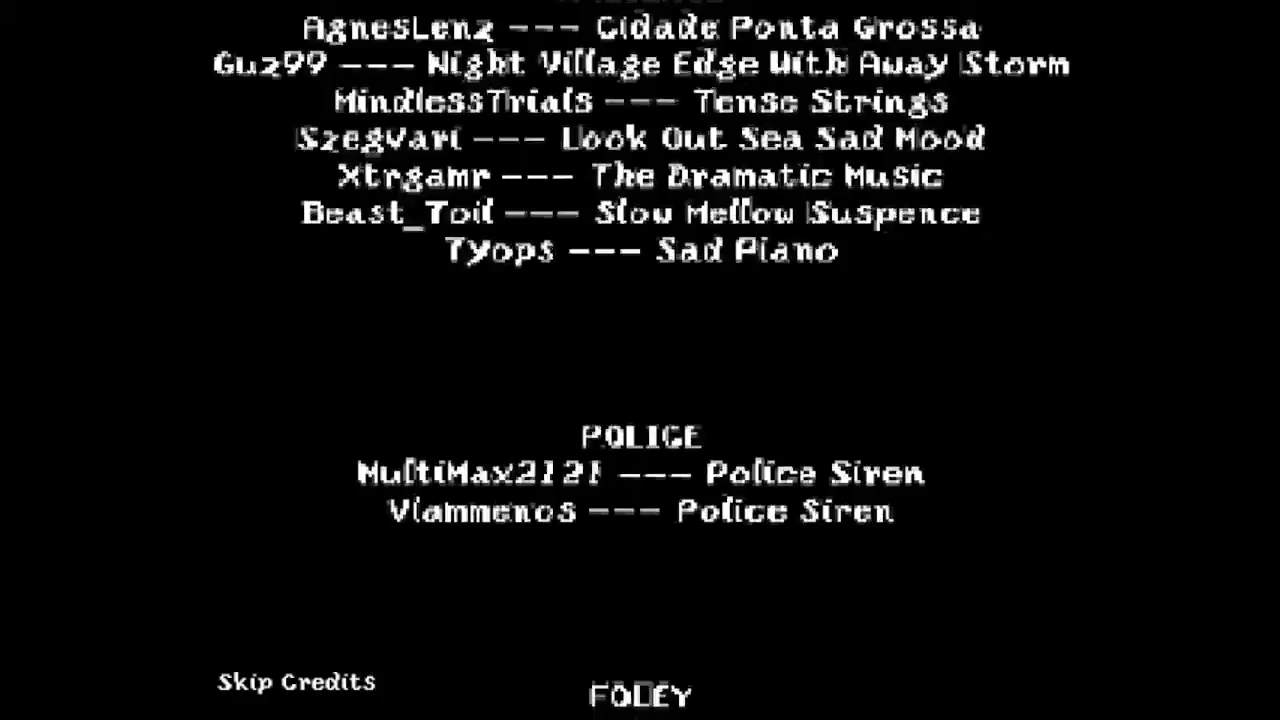 AgnesLenz --- Cidade Ponta Grossa
Guz99 --- Night Village Edge With Away Storm
MindlessTrials --- Tense Strings
Szegvari --- Look Out Sea Sad Mood
Xtrgamr --- The Dramatic Music
Beast_Toil --- Slow Mellow Suspence
Tyops --- Sad Piano
POLICE
MultiMax2121 --- Police Siren
Vlammenos --- Police Siren
Skip Credits
FOLEY